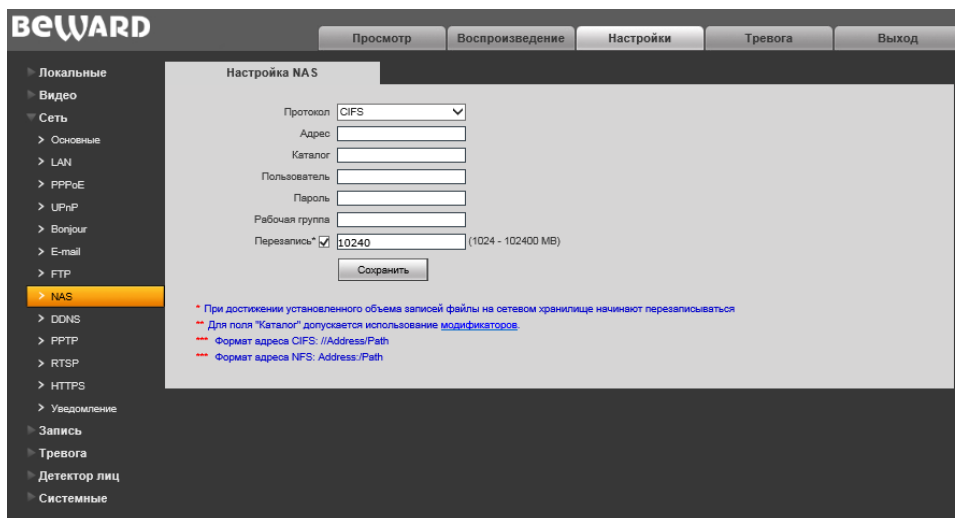 BEWARD
Просмотр
Воспроизведение
Настройки
Тревога
Выход
Локальные
Видео
Сеть
Основные
LAN
PPPoE
UPnP
Bonjour
E-mail
FTP
NAS
DDNS
PPTP
RTSP
HTTPS
Уведомление
Запись
Тревога
Детектор лиц
Системные
Настройка NAS
Протокол CIFS
Адрес
Каталог
Пользователь
Пароль
Рабочая группа
Перезапись* 10240 (1024 - 102400 MB)
Сохранить
* При достижении установленного объема записей файлы на сетевом хранилище начинают перезаписываться
** Для поля "Каталог" допускается использование модификаторов.
*** Формат адреса CIFS: //Address/Path
*** Формат адреса NFS: Address:/Path